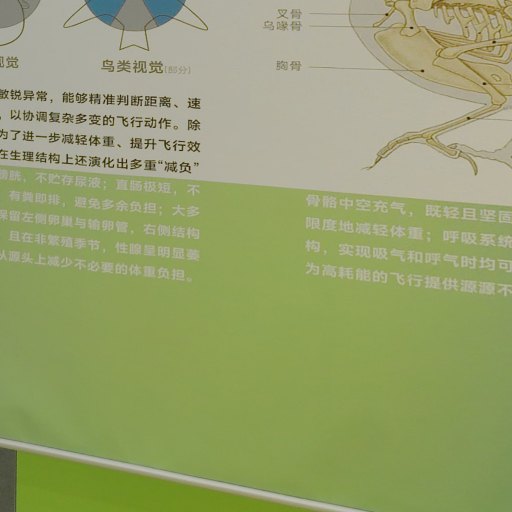 视觉
鸟类视觉(部分)
叉骨
乌喙骨
胸骨
敏锐异常，能够精准判断距离、速
，以协调复杂多变的飞行动作。除
为了进一步减轻体重、提升飞行效
在生理结构上还演化出多重“减负”
膀胱，不贮存尿液；直肠极短，不
，有粪即排，避免多余负担；大多
保留左侧卵巢与输卵管，右侧结构
，且在非繁殖季节，性腺呈明显萎
从源头上减少不必要的体重负担。
骨骼中空充气，既轻且坚固
限度地减轻体重；呼吸系统
构，实现吸气和呼气时均可
为高耗能的飞行提供源源不